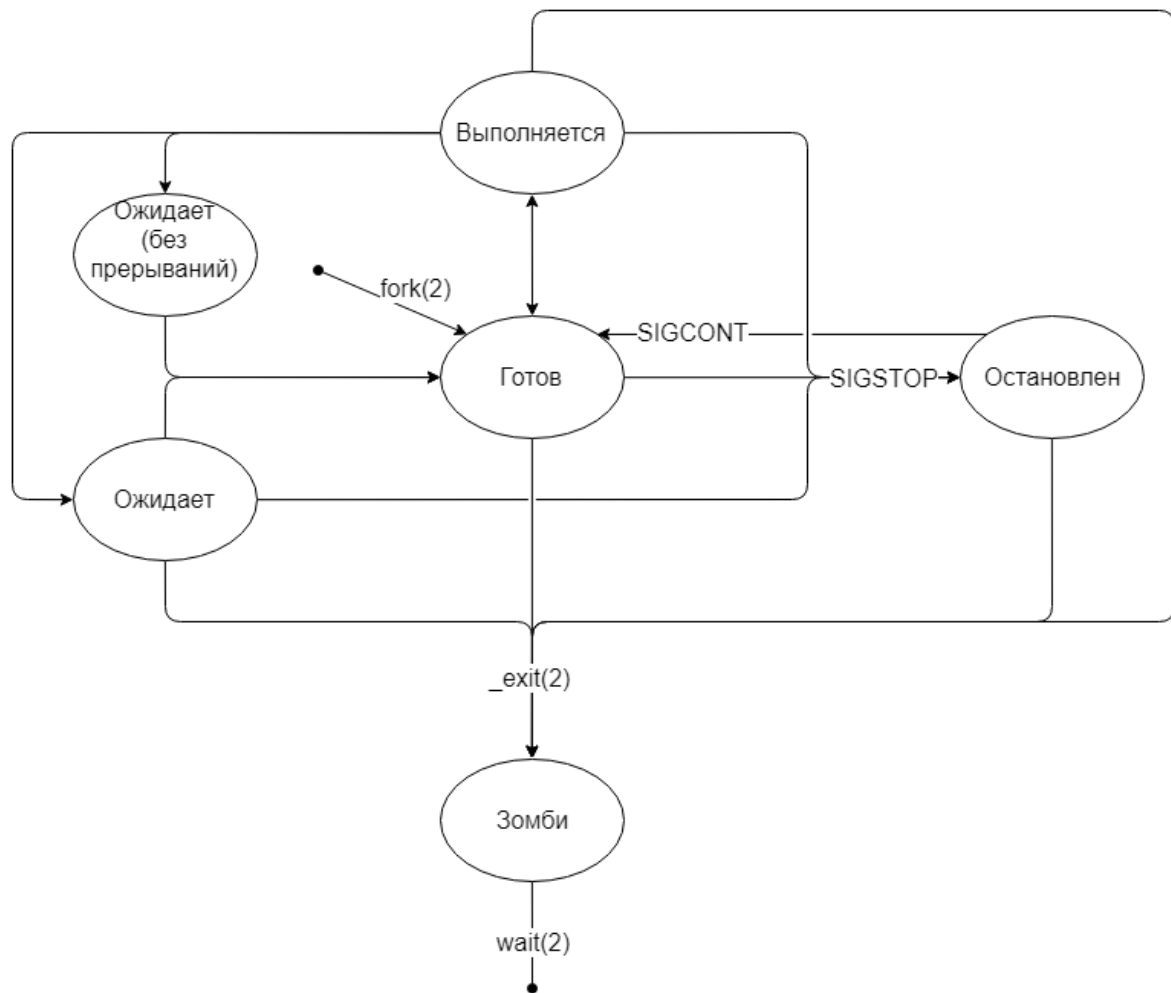 Выполняется
Ожидает
(без
прерываний)
fork(2)
SIGCONT
Готов
SIGSTOP
Остановлен
Ожидает
_exit(2)
Зомби
wait(2)